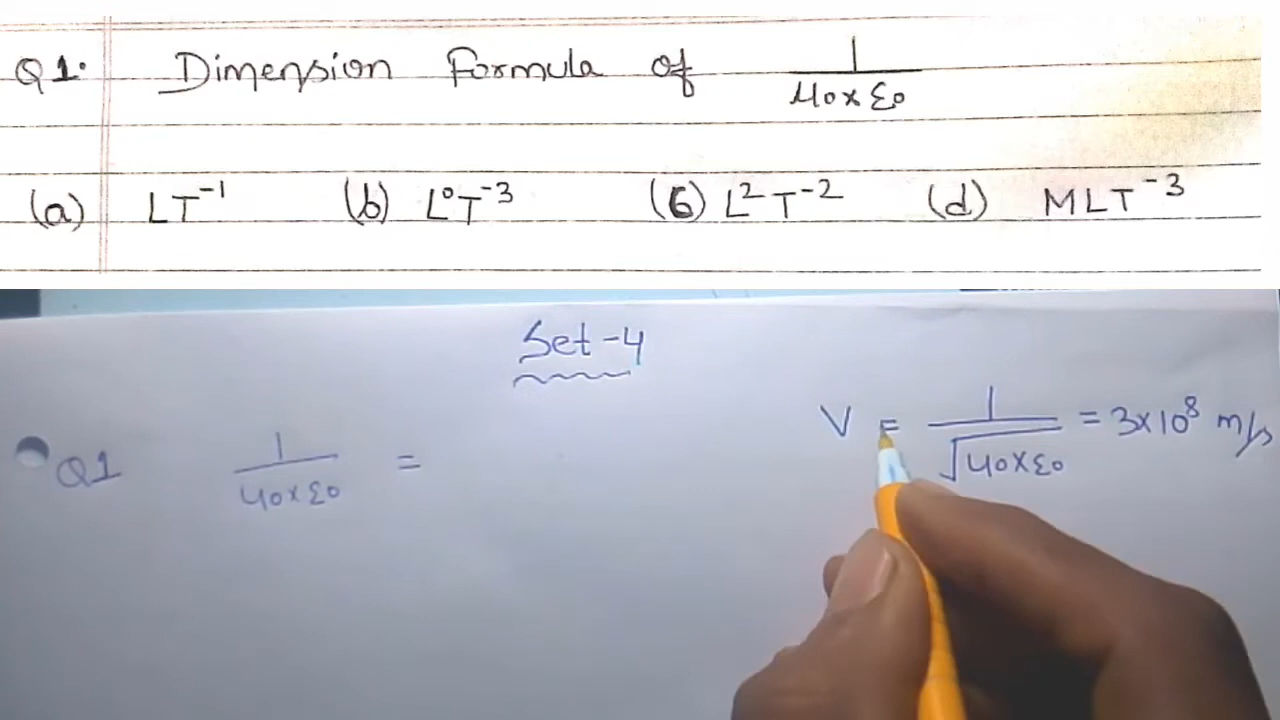 Q1. Dimension Formula of 1/μ0×ε0
(a) LT⁻¹ (b) L⁰T⁻³ (c) L²T⁻² (d) MLT⁻³
Set-4
V = 1/√μ0×ε0 = 3×10⁸ m/s
Q1 1/μ0×ε0 =